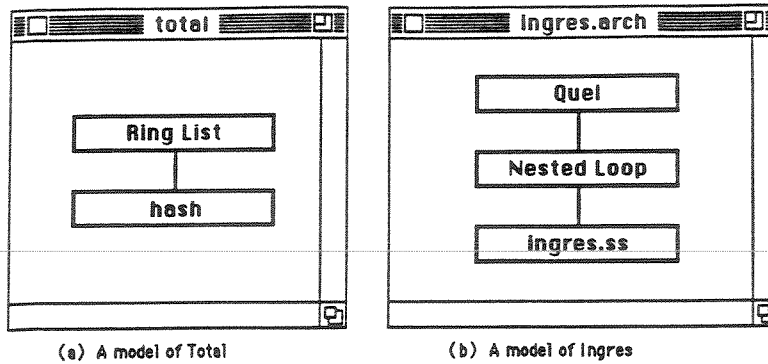 total
Ring List
hash
(a) A model of Total
ingres.arch
Quel
Nested Loop
ingres.ss
(b) A model of Ingres